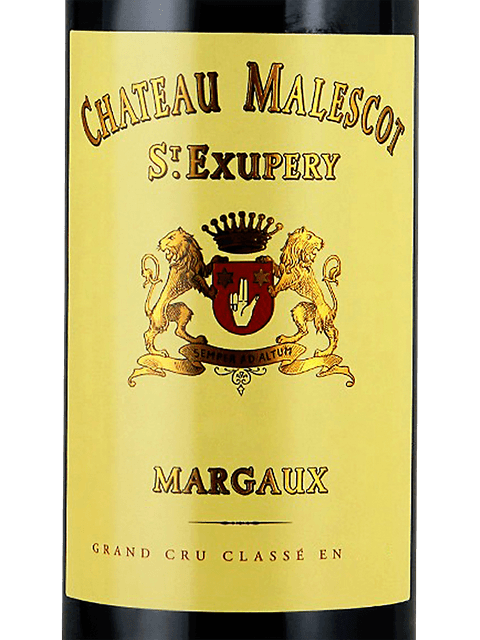 CHATEAU MALESCOT
ST. EXUPERY
SEMPER AD ALTUM
MARGAUX
GRAND CRU CLASSÉ EN